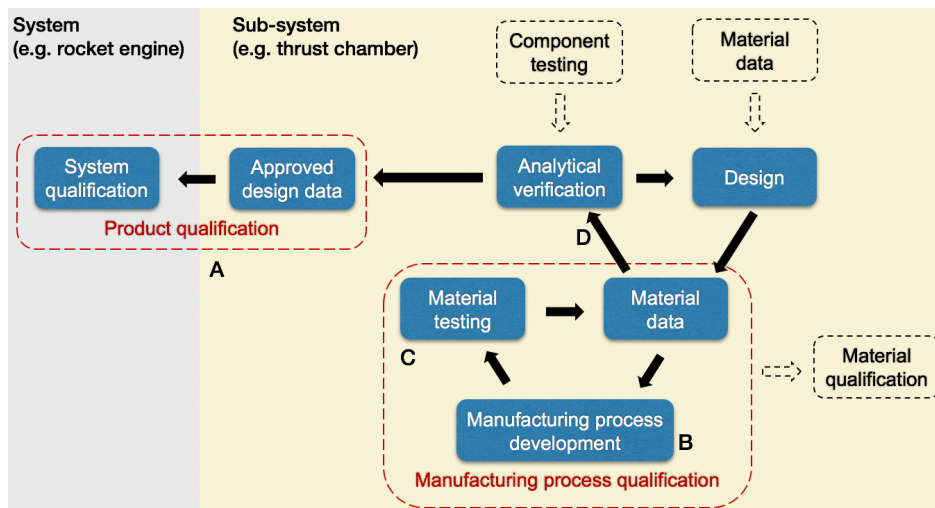 System
(e.g. rocket engine)
Sub-system
(e.g. thrust chamber)
Component
testing
Material
data
System
qualification
Approved
design data
Analytical
verification
Design
Product qualification
A
D
Material
testing
Material
data
C
Material
qualification
Manufacturing process
development
B
Manufacturing process qualification